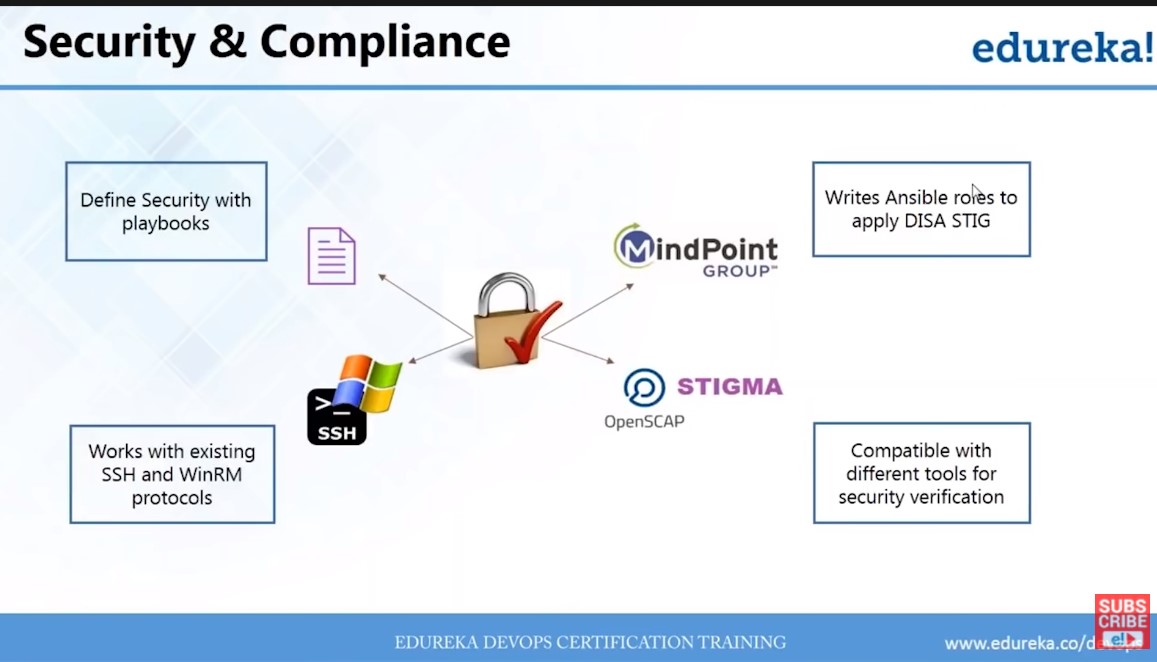 Security & Compliance
edureka!
Define Security with
playbooks
Writes Ansible roles to
apply DISA STIG
MindPoint
GROUP™
>_
SSH
OpenSCAP
STIGMA
Works with existing
SSH and WinRM
protocols
Compatible with
different tools for
security verification
EDUREKA DEVOPS CERTIFICATION TRAINING
www.edureka.co/devops
SUBS
CRIBE
e!